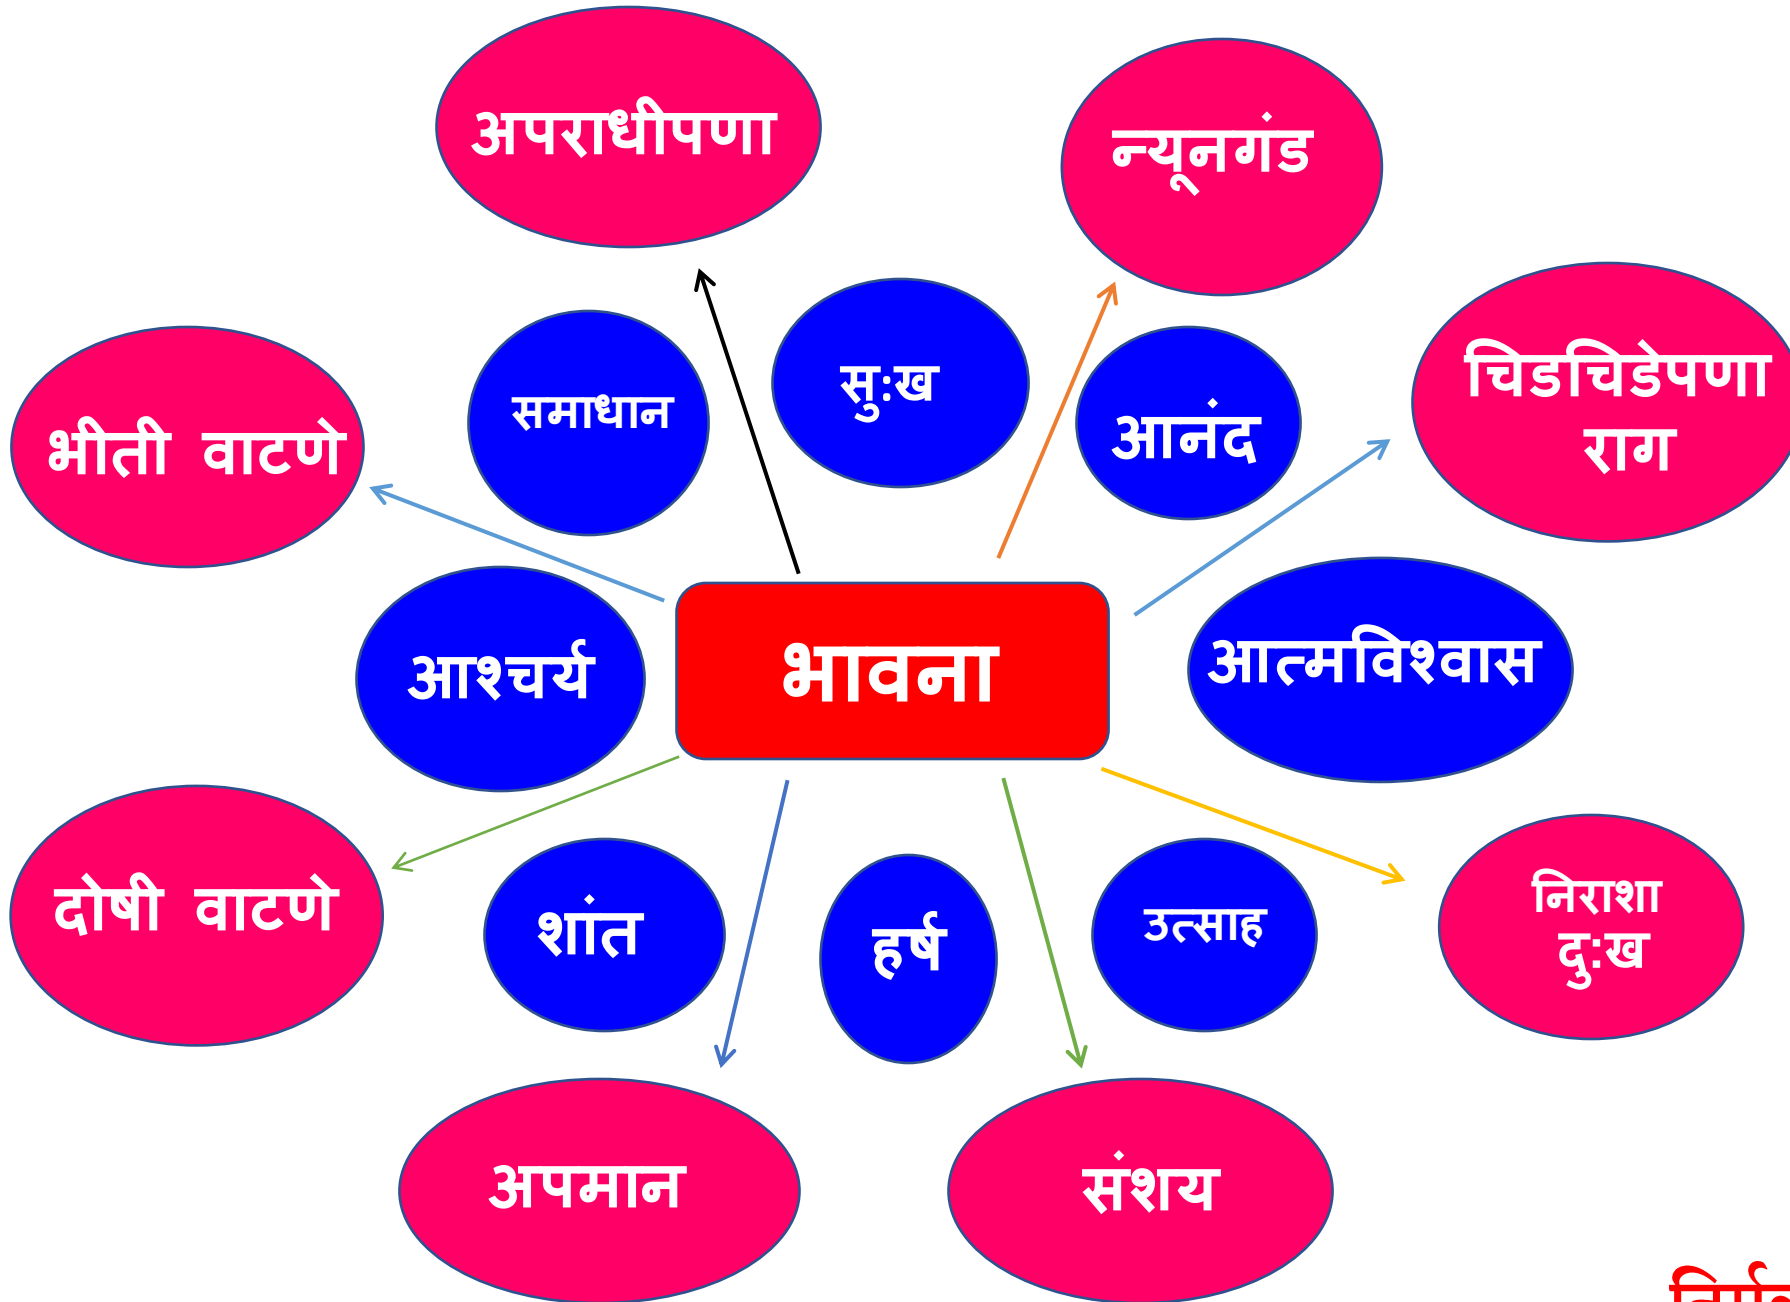 अपराधीपणा
न्यूनगंड
सु:ख
समाधान
आनंद
चिडचिडेपणा
राग
भीती वाटणे
आश्चर्य
भावना
आत्मविश्वास
दोषी वाटणे
शांत
हर्ष
उत्साह
निराशा
दु:ख
अपमान
संशय